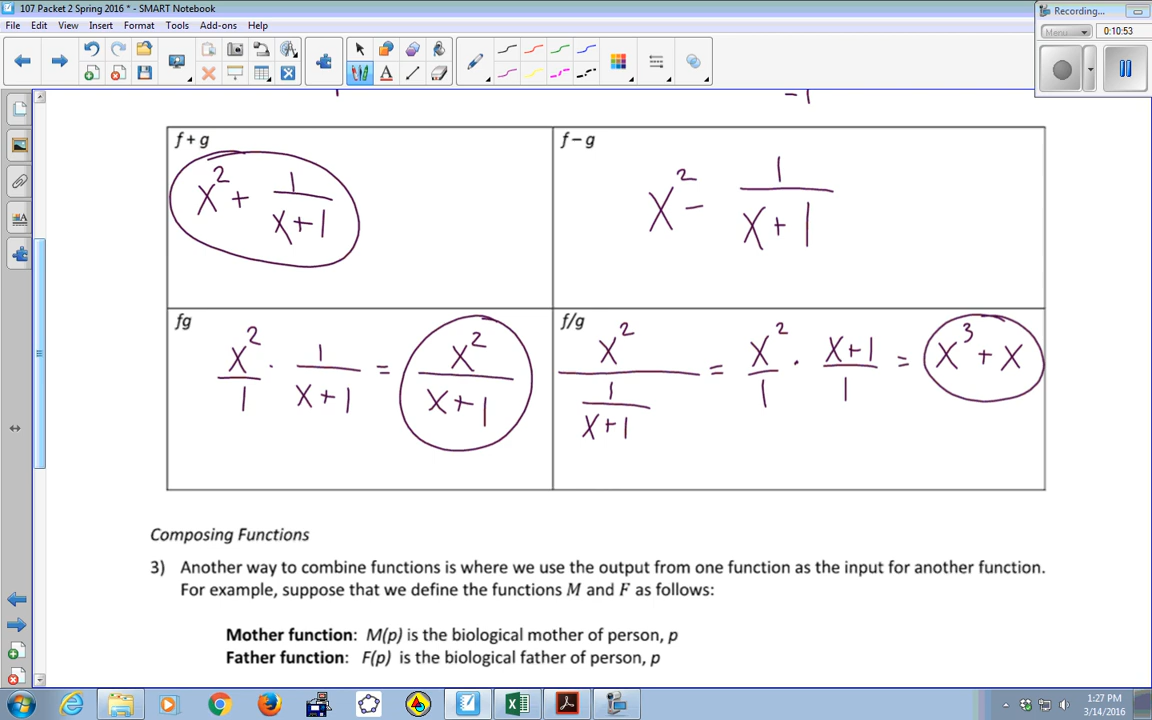 107 Packet 2 Spring 2016 * - SMART Notebook
Recording...
File Edit View Insert Format Tools Add-ons Help
Menu
0:10:53
-1
f + g
x² + 1/(x+1)
f – g
x² - 1/(x+1)
fg
x²/1 · 1/(x+1) = x²/(x+1)
f/g
x²/(1/(x+1)) = x²/1 · (x+1)/1 = x³ + x
Composing Functions
3) Another way to combine functions is where we use the output from one function as the input for another function.
For example, suppose that we define the functions M and F as follows:
Mother function: M(p) is the biological mother of person, p
Father function: F(p) is the biological father of person, p
1:27 PM
3/14/2016